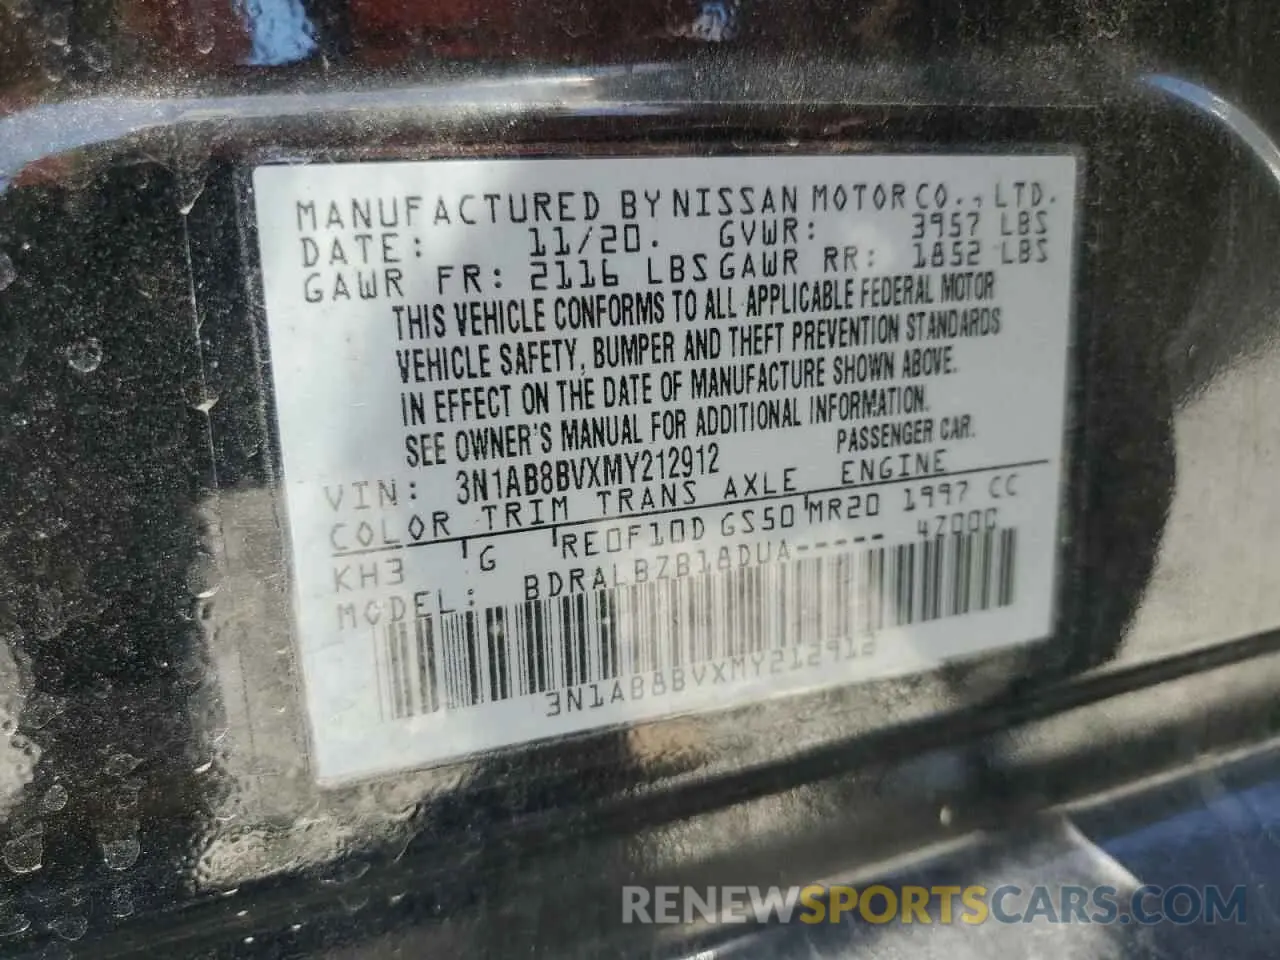 MANUFACTURED BY NISSAN MOTOR CO., LTD.
DATE: 11/20. GVWR: 3957 LBS
GAWR FR: 2116 LBS GAWR RR: 1852 LBS
THIS VEHICLE CONFORMS TO ALL APPLICABLE FEDERAL MOTOR
VEHICLE SAFETY, BUMPER AND THEFT PREVENTION STANDARDS
IN EFFECT ON THE DATE OF MANUFACTURE SHOWN ABOVE.
SEE OWNER'S MANUAL FOR ADDITIONAL INFORMATION.
VIN: 3N1AB8BVXMY212912 PASSENGER CAR.
COLOR TRIM TRANS AXLE ENGINE
KH3 G RE0F10D GS50 MR20 1997 CC
MODEL: BDRALBZB18DUA----- 4Z00C
3N1AB8BVXMY212912
RENEWSPORTSCARS.COM